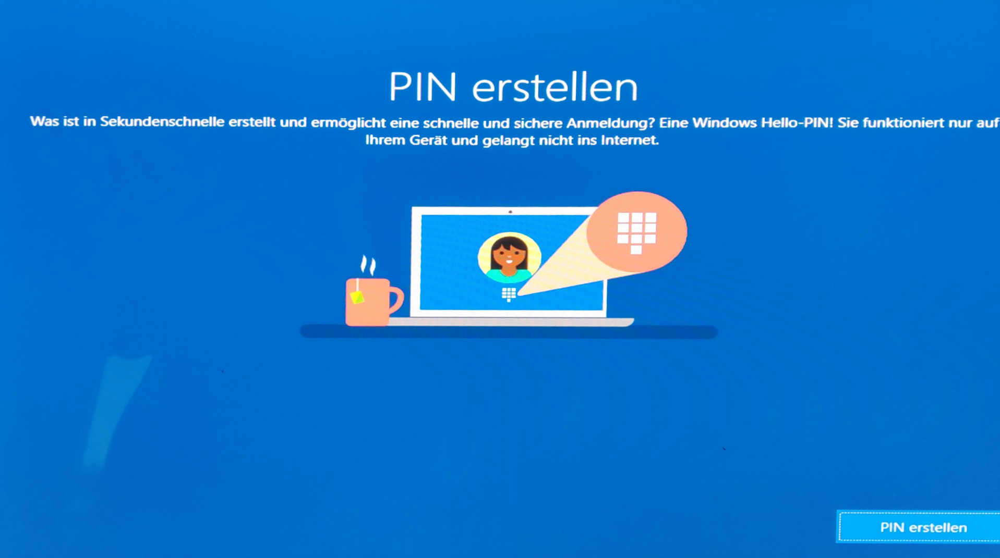 PIN erstellen
Was ist in Sekundenschnelle erstellt und ermöglicht eine schnelle und sichere Anmeldung? Eine Windows Hello-PIN! Sie funktioniert nur auf
Ihrem Gerät und gelangt nicht ins Internet.
PIN erstellen